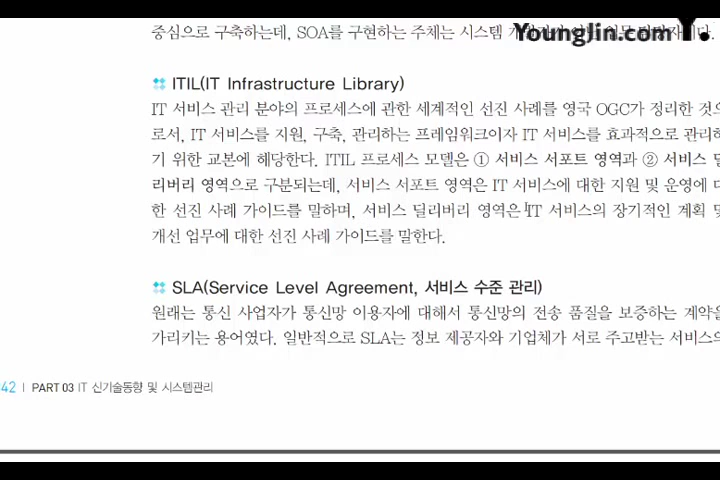 중심으로 구축하는데, SOA를 구현하는 주체는 시스템
YoungJin.com Y.
ITIL(IT Infrastructure Library)
IT 서비스 관리 분야의 프로세스에 관한 세계적인 선진 사례를 영국 OGC가 정리한 것으
로서, IT 서비스를 지원, 구축, 관리하는 프레임워크이자 IT 서비스를 효과적으로 관리하
기 위한 교본에 해당한다. ITIL 프로세스 모델은 ① 서비스 서포트 영역과 ② 서비스 딜
리버리 영역으로 구분되는데, 서비스 서포트 영역은 IT 서비스에 대한 지원 및 운영에 대
한 선진 사례 가이드를 말하며, 서비스 딜리버리 영역은 IT 서비스의 장기적인 계획 및
개선 업무에 대한 선진 사례 가이드를 말한다.
SLA(Service Level Agreement, 서비스 수준 관리)
원래는 통신 사업자가 통신망 이용자에 대해서 통신망의 전송 품질을 보증하는 계약을
가리키는 용어였다. 일반적으로 SLA는 정보 제공자와 기업체가 서로 주고받는 서비스의
42 | PART 03 IT 신기술동향 및 시스템관리